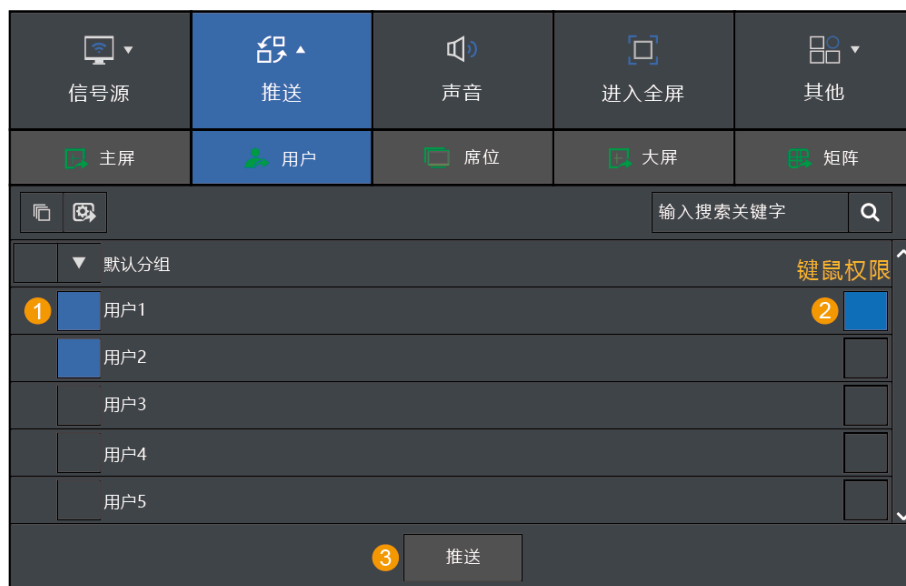 信号源 推送 声音 进入全屏 其他
主屏 用户 席位 大屏 矩阵
输入搜索关键字
默认分组 键鼠权限
1 用户1 2
用户2
用户3
用户4
用户5
3 推送